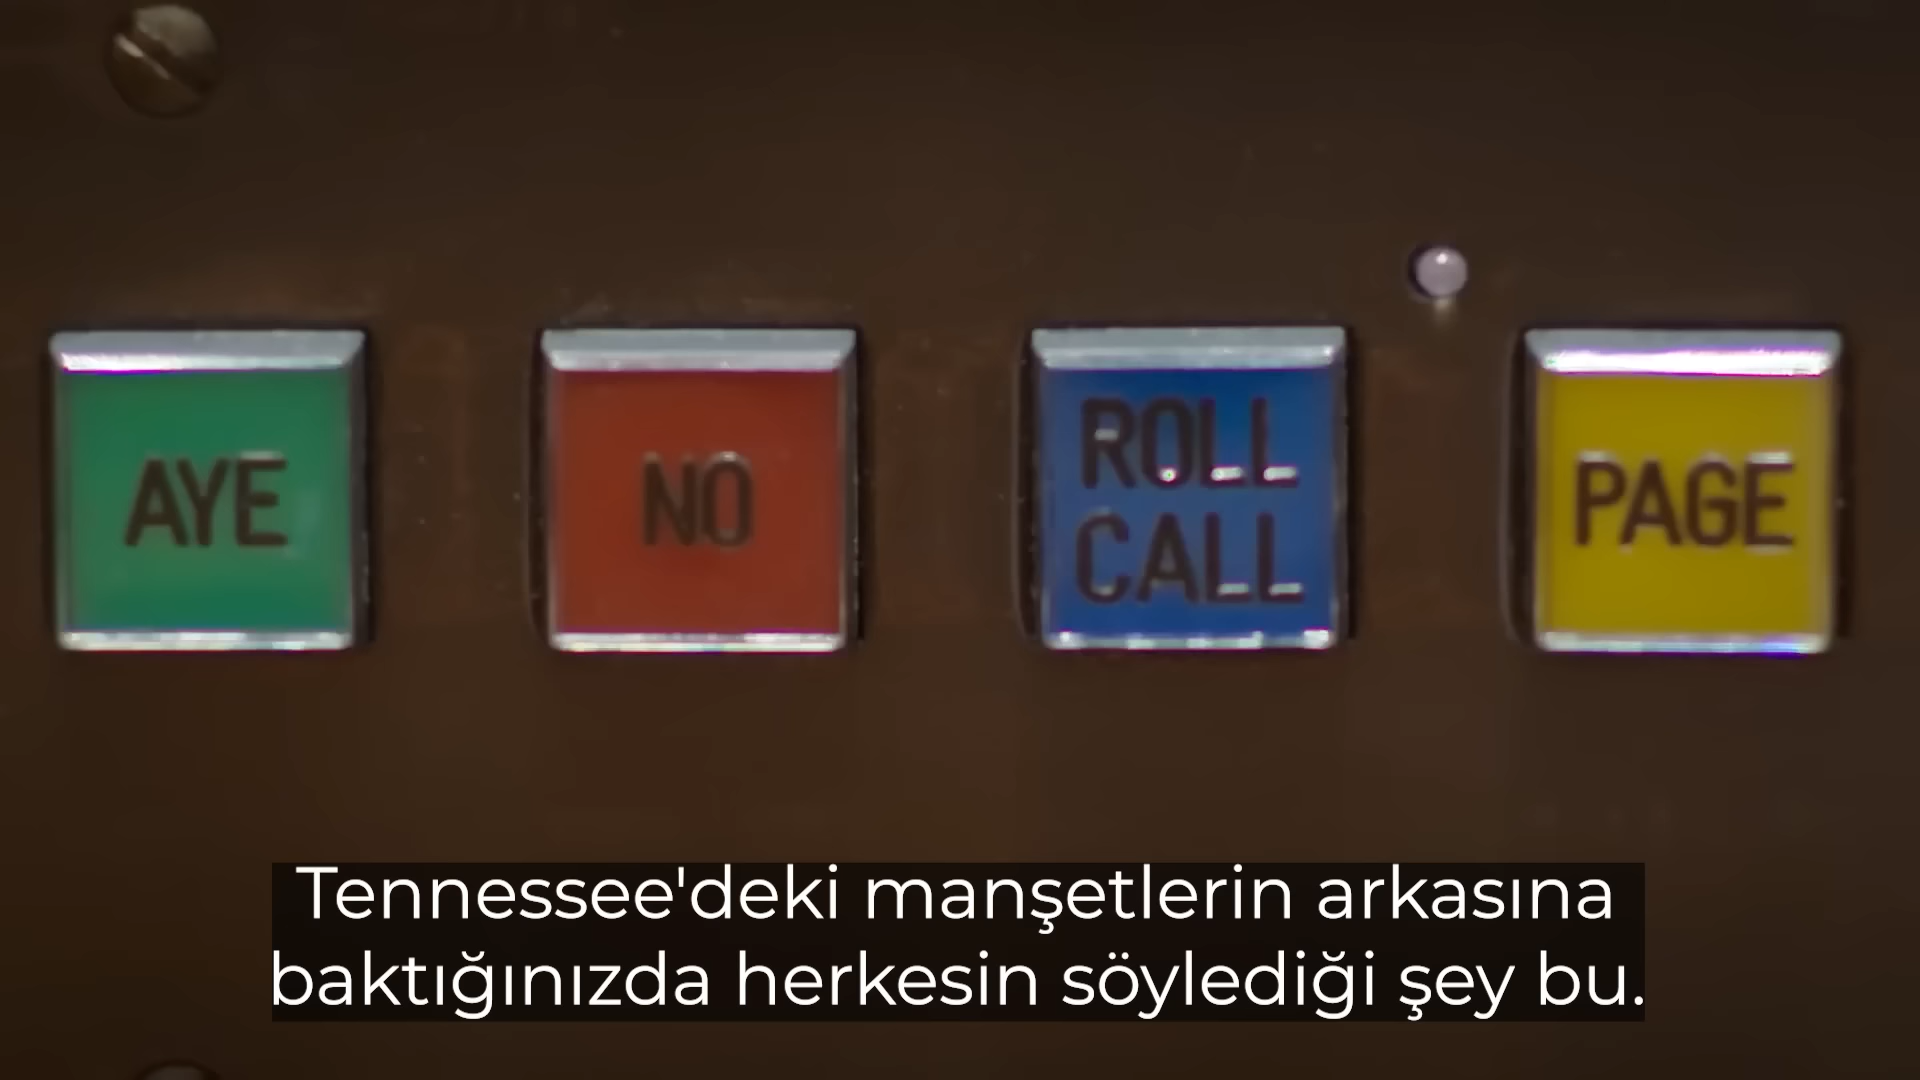 AYE
NO
ROLL
CALL
PAGE
Tennessee'deki manşetlerin arkasına
baktığınızda herkesin söylediği şey bu.